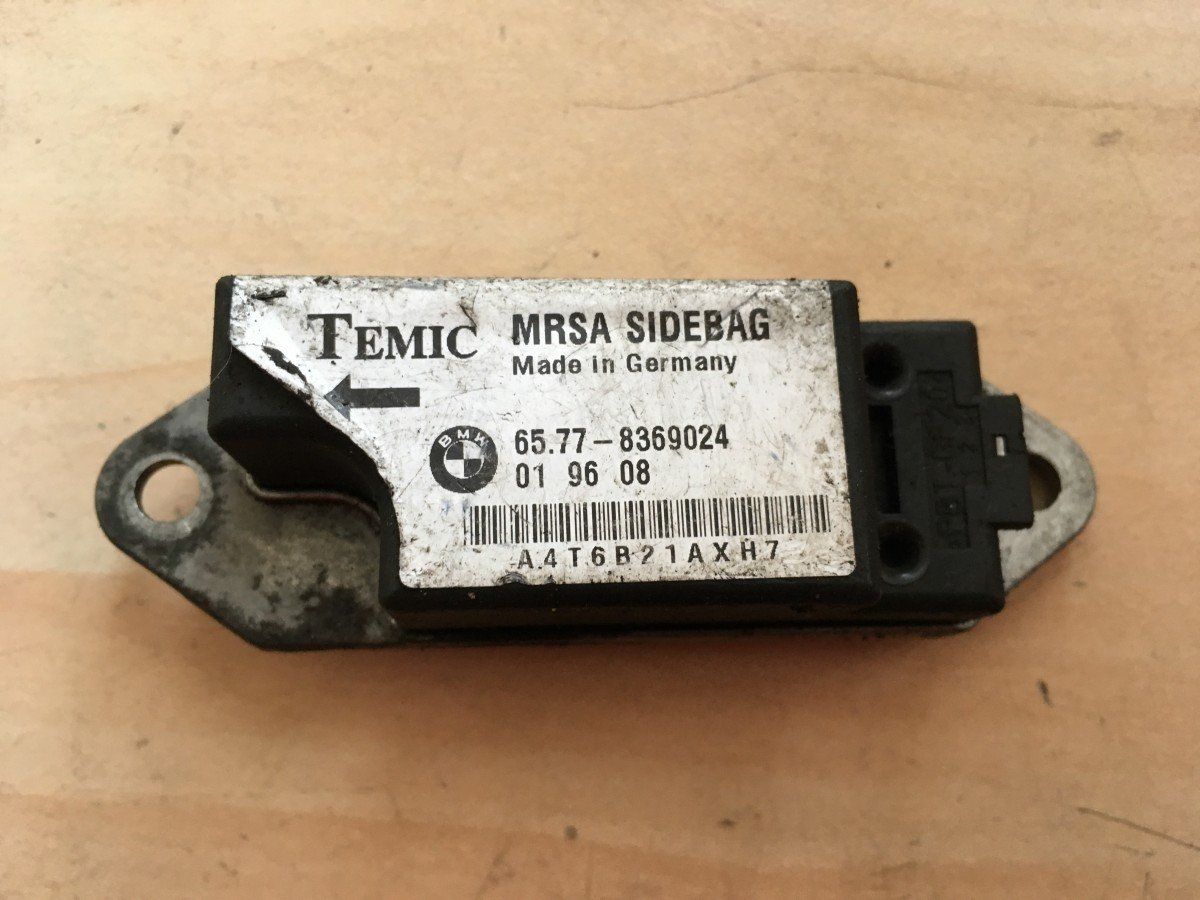 TEMIC MRSA SIDEBAG
Made in Germany
BMW 65.77-8369024
01 96 08
A4T6B21AXH7